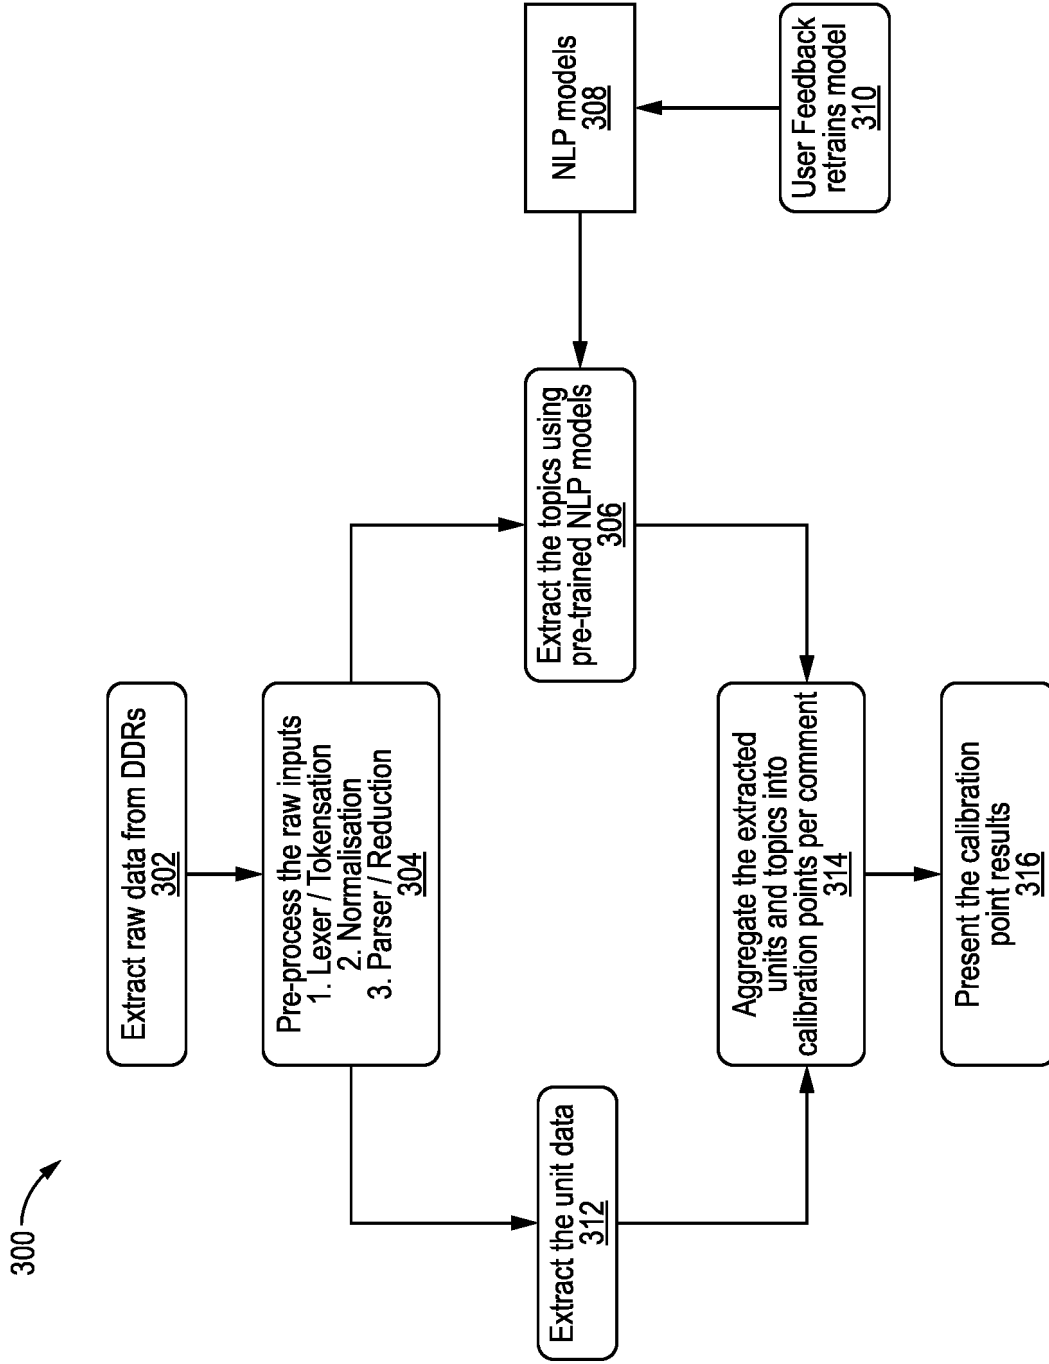 300
Extract raw data from DDRs
302
Pre-process the raw inputs
1. Lexer / Tokensation
2. Normalisation
3. Parser / Reduction
304
Extract the unit data
312
Extract the topics using
pre-trained NLP models
306
NLP models
308
User Feedback
retrains model
310
Aggregate the extracted
units and topics into
calibration points per comment
314
Present the calibration
point results
316